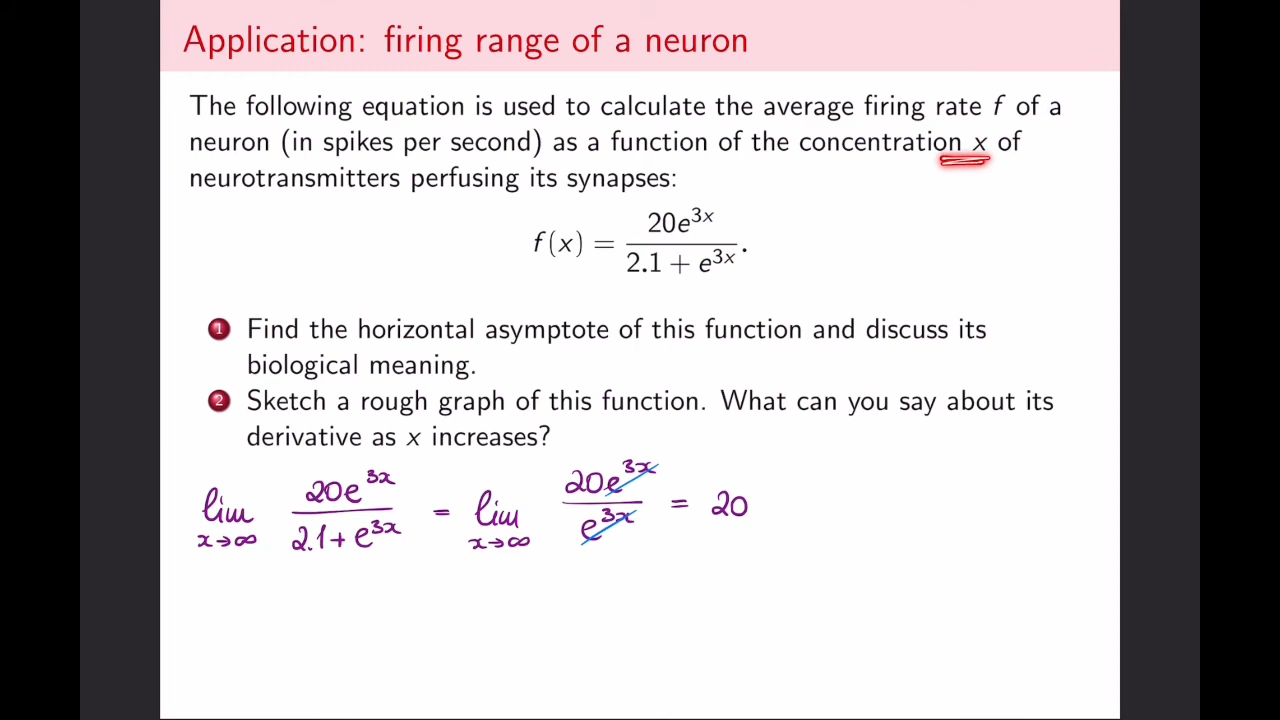 Application: firing range of a neuron
The following equation is used to calculate the average firing rate f of a
neuron (in spikes per second) as a function of the concentration x of
neurotransmitters perfusing its synapses:
f(x) = 20e^{3x} / (2.1 + e^{3x}).
1 Find the horizontal asymptote of this function and discuss its
biological meaning.
2 Sketch a rough graph of this function. What can you say about its
derivative as x increases?
lim x→∞ 20e^{3x} / (2.1 + e^{3x}) = lim x→∞ 20e^{3x} / e^{3x} = 20